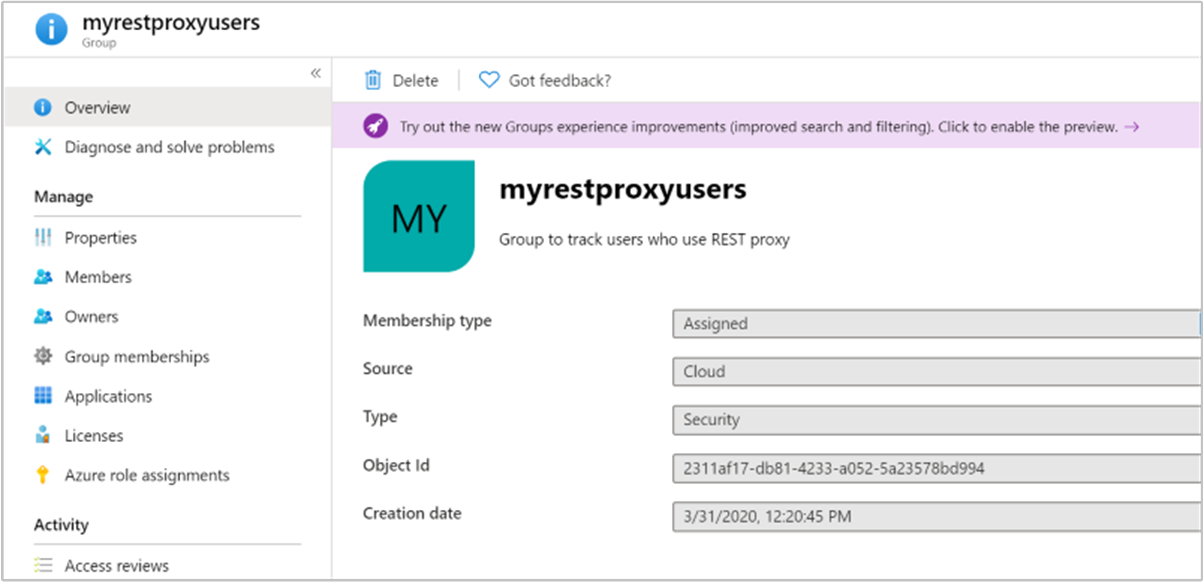 myrestproxyusers
Group
«
Overview
Diagnose and solve problems
Manage
Properties
Members
Owners
Group memberships
Applications
Licenses
Azure role assignments
Activity
Access reviews
Delete
Got feedback?
Try out the new Groups experience improvements (improved search and filtering). Click to enable the preview. →
MY
myrestproxyusers
Group to track users who use REST proxy
Membership type Assigned
Source Cloud
Type Security
Object Id 2311af17-db81-4233-a052-5a23578bd994
Creation date 3/31/2020, 12:20:45 PM